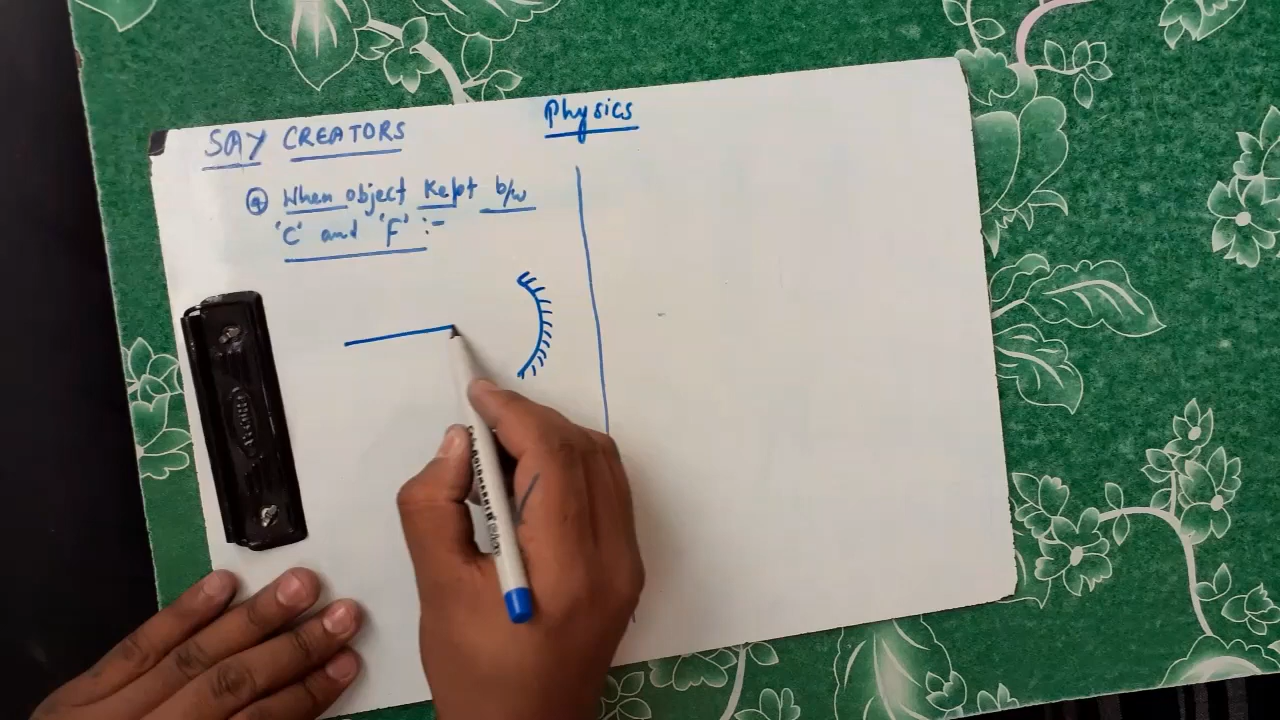 Physics
SAY CREATORS
@ When object kept b/w
'C' and 'F' :-